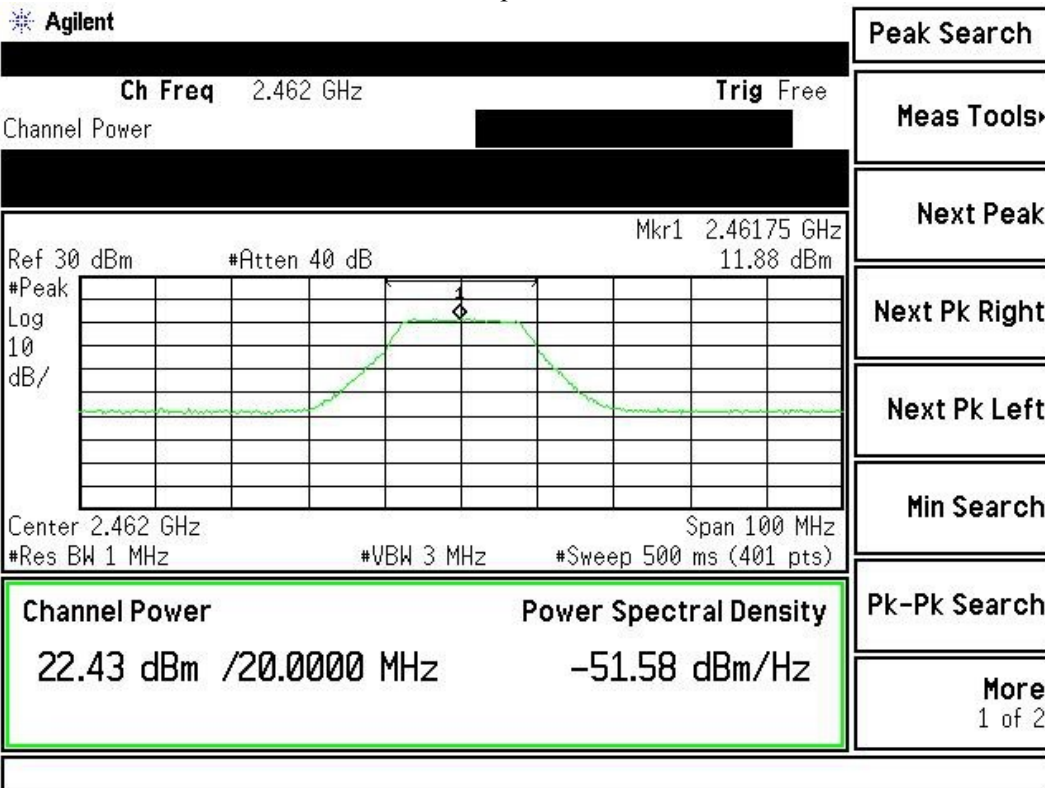 Agilent
Ch Freq 2.462 GHz Trig Free
Channel Power
Mkr1 2.46175 GHz
Ref 30 dBm #Atten 40 dB 11.88 dBm
#Peak
Log
10
dB/
1
Center 2.462 GHz Span 100 MHz
#Res BW 1 MHz #VBW 3 MHz #Sweep 500 ms (401 pts)
Channel Power Power Spectral Density
22.43 dBm /20.0000 MHz -51.58 dBm/Hz
Peak Search
Meas Tools
Next Peak
Next Pk Right
Next Pk Left
Min Search
Pk-Pk Search
More
1 of 2